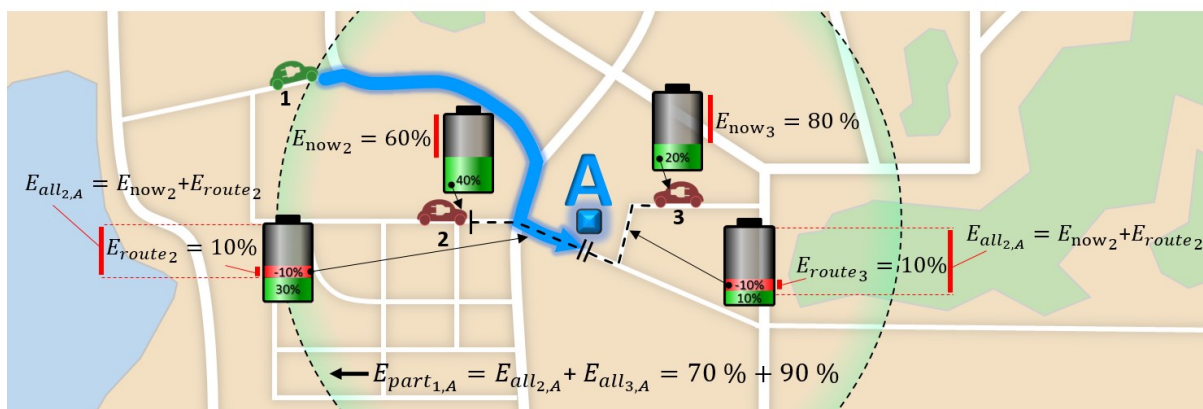 1
E_now₂ = 60%
40%
2
A
E_now₃ = 80 %
20%
3
E_all₂,A = E_now₂+E_route₂
E_route₂ = 10%
-10%
30%
E_all₂,A = E_now₂+E_route₂
E_route₃ = 10%
-10%
10%
E_part₁,A = E_all₂,A + E_all₃,A = 70 % + 90 %